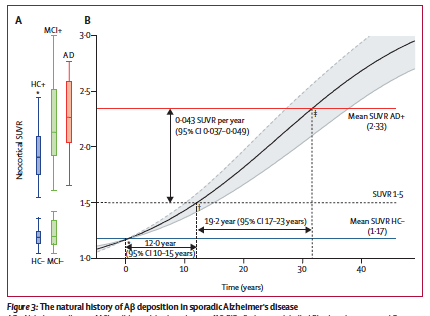 A
B
MCI+
AD
HC+
*
HC- MCI-
Neocortical SUVR
3·0
2·5
2·0
1·5
1·0
0·043 SUVR per year
(95% CI 0·037–0·049)
Mean SUVR AD+
(2·33)
‡
SUVR 1·5
†
19·2 year (95% CI 17–23 years)
Mean SUVR HC-
(1·17)
*
12·0 year
(95% CI 10–15 years)
0
10
20
30
40
Time (years)
Figure 3: The natural history of Aβ deposition in sporadic Alzheimer's disease